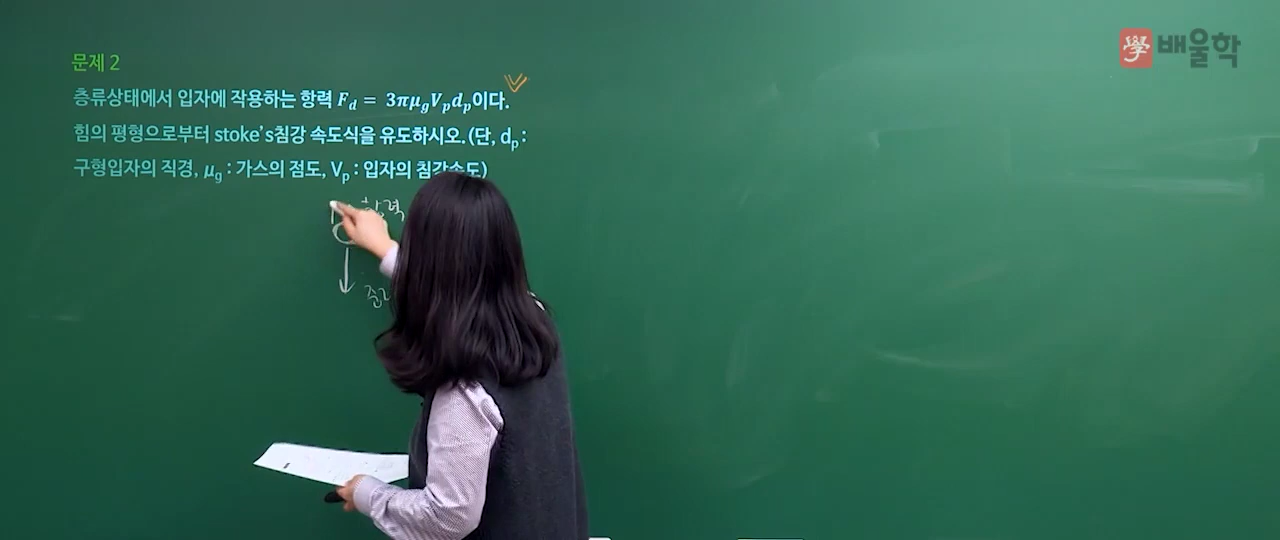 學 배울학
문제 2
층류상태에서 입자에 작용하는 항력 F_d = 3πμ_gV_pd_p이다.
힘의 평형으로부터 stoke's침강 속도식을 유도하시오.(단, d_p :
구형입자의 직경, μ_g : 가스의 점도, V_p : 입자의 침강속도)
항력